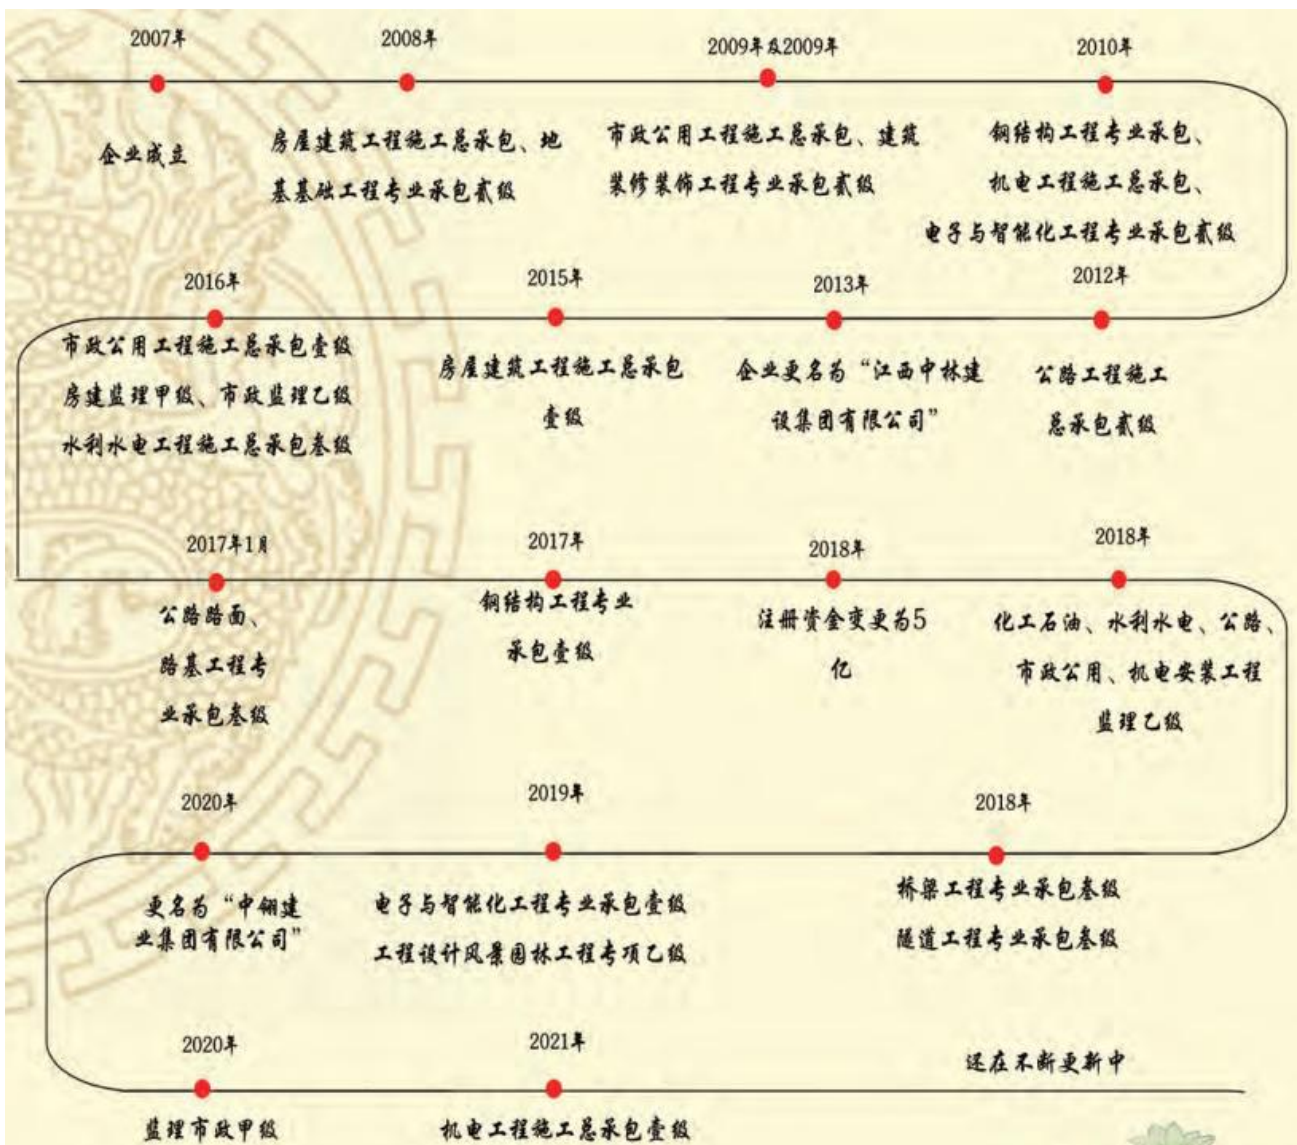 2007年
企业成立
2008年
房屋建筑工程施工总承包、地
基基础工程专业承包贰级
2009年及2009年
市政公用工程施工总承包、建筑
装修装饰工程专业承包贰级
2010年
钢结构工程专业承包、
机电工程施工总承包、
电子与智能化工程专业承包贰级
2012年
公路工程施工
总承包贰级
2013年
企业更名为“江西中林建
设集团有限公司”
2015年
房屋建筑工程施工总承包
壹级
2016年
市政公用工程施工总承包壹级
房建监理甲级、市政监理乙级
水利水电工程施工总承包叁级
2017年1月
公路路面、
路基工程专
业承包叁级
2017年
钢结构工程专业
承包壹级
2018年
注册资金变更为5
亿
2018年
化工石油、水利水电、公路、
市政公用、机电安装工程
监理乙级
2018年
桥梁工程专业承包叁级
隧道工程专业承包叁级
2019年
电子与智能化工程专业承包壹级
工程设计风景园林工程专项乙级
2020年
更名为“中翎建
业集团有限公司”
2020年
监理市政甲级
2021年
机电工程施工总承包壹级
还在不断更新中